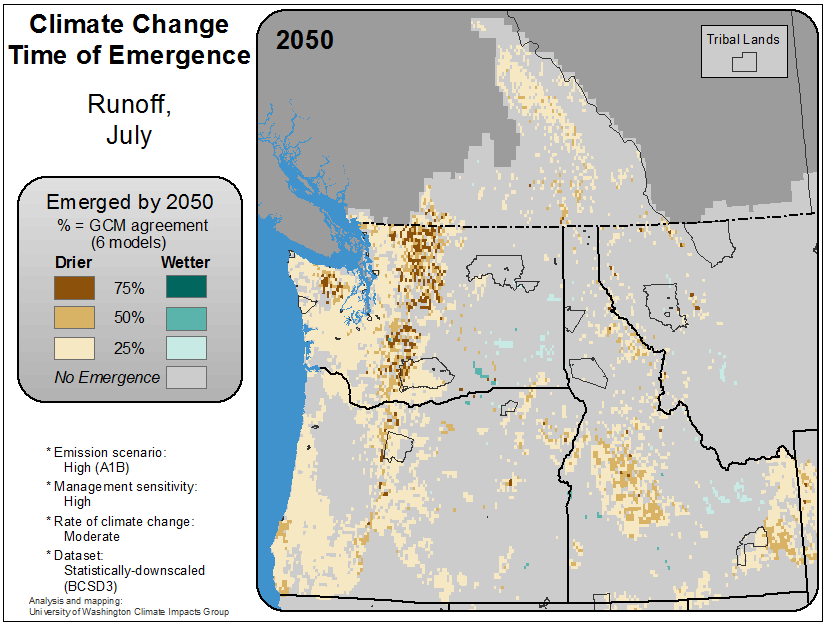 Climate Change
Time of Emergence
Runoff,
July
Emerged by 2050
% = GCM agreement
(6 models)
Drier Wetter
75%
50%
25%
No Emergence
* Emission scenario:
High (A1B)
* Management sensitivity:
High
* Rate of climate change:
Moderate
* Dataset:
Statistically-downscaled
(BCSD3)
Analysis and mapping:
University of Washington Climate Impacts Group
2050
Tribal Lands